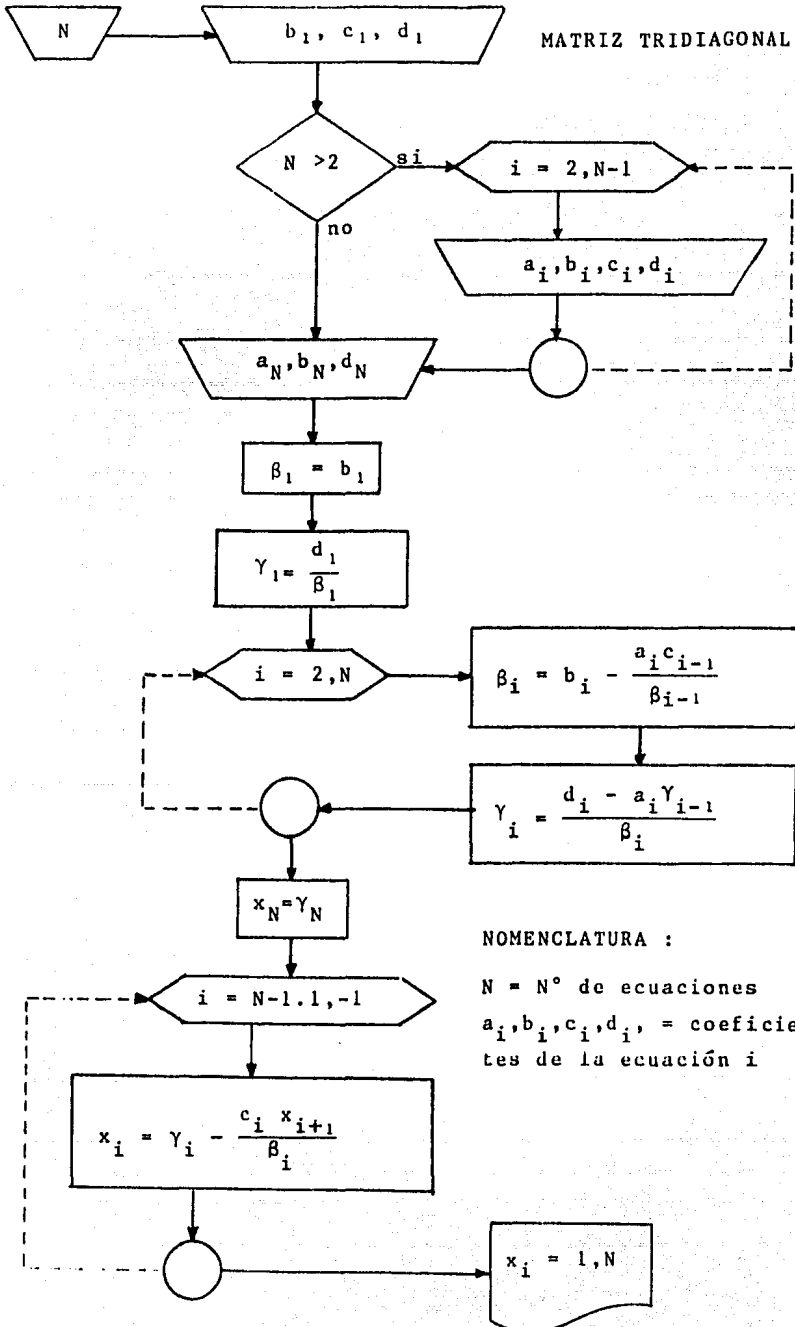 N
b₁, c₁, d₁
MATRIZ TRIDIAGONAL
N >2
si
i = 2,N-1
no
aᵢ,bᵢ,cᵢ,dᵢ
a_N,b_N,d_N
β₁ = b₁
γ₁= d₁/β₁
i = 2,N
βᵢ = bᵢ - aᵢcᵢ₋₁/βᵢ₋₁
γᵢ = dᵢ - aᵢγᵢ₋₁/βᵢ
x_N=γ_N
NOMENCLATURA :
N = N° de ecuaciones
i = N-1.1,-1
aᵢ,bᵢ,cᵢ,dᵢ, = coeficie
tes de la ecuación i
xᵢ = γᵢ - cᵢ xᵢ₊₁/βᵢ
xᵢ = 1,N